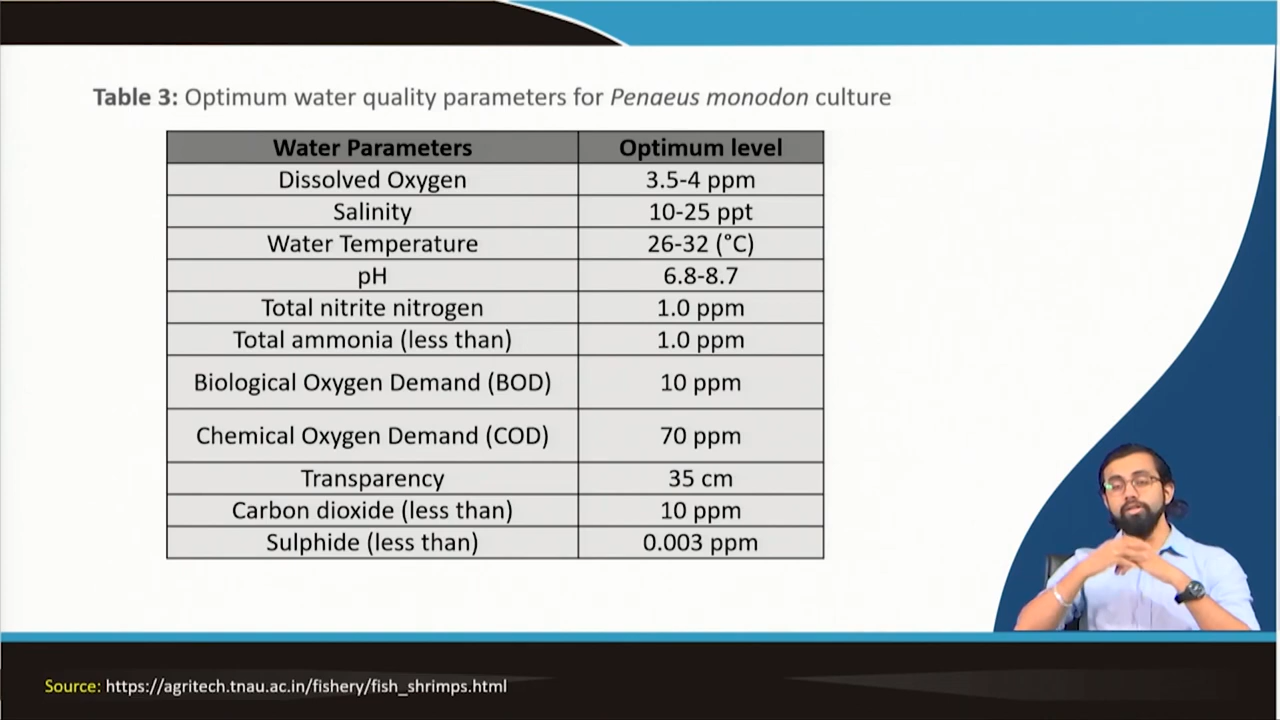 Table 3: Optimum water quality parameters for Penaeus monodon culture
Water Parameters Optimum level
Dissolved Oxygen 3.5-4 ppm
Salinity 10-25 ppt
Water Temperature 26-32 (°C)
pH 6.8-8.7
Total nitrite nitrogen 1.0 ppm
Total ammonia (less than) 1.0 ppm
Biological Oxygen Demand (BOD) 10 ppm
Chemical Oxygen Demand (COD) 70 ppm
Transparency 35 cm
Carbon dioxide (less than) 10 ppm
Sulphide (less than) 0.003 ppm
Source: https://agritech.tnau.ac.in/fishery/fish_shrimps.html